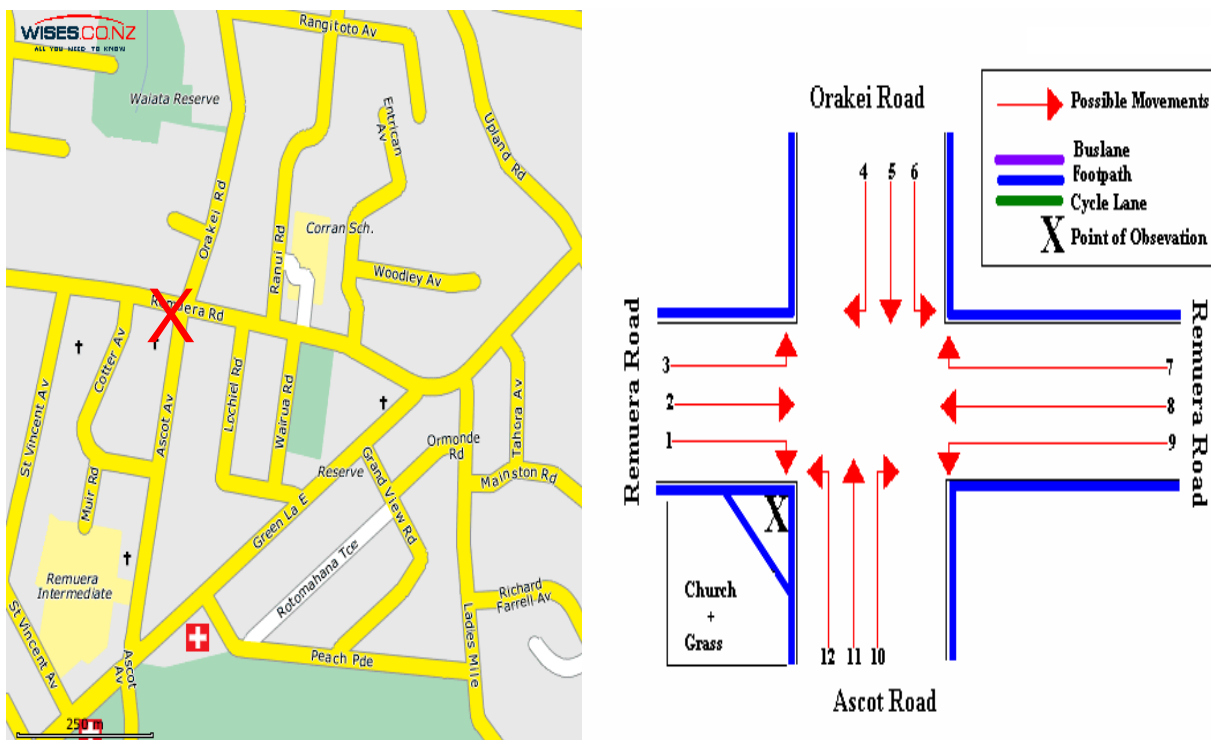 WISES.CO.NZ
ALL YOU NEED TO KNOW
Rangitoto Av
Waiata Reserve
Entrican
Av
Upland Rd
Orakei Rd
Ranui Rd
Corran Sch.
Woodley Av
Remuera Rd
St Vincent Av
Cotter Av
Ascot Av
Lochiel Rd
Wairua Rd
Tahora Av
Ormonde
Rd
Mainston Rd
Reserve
Grand View Rd
Muir Rd
Green La E
Remuera
Intermediate
Rotomahana Tce
Richard
Farrell Av
St Vincent Av
Ascot
Av
Peach Pde
Ladies Mile
250 m
Orakei Road
Possible Movements
Buslane
Footpath
Cycle Lane
X Point of Obsevation
4 5 6
Remuera Road
3
2
1
7
8
9
Remuera Road
X
Church
+
Grass
12 11 10
Ascot Road